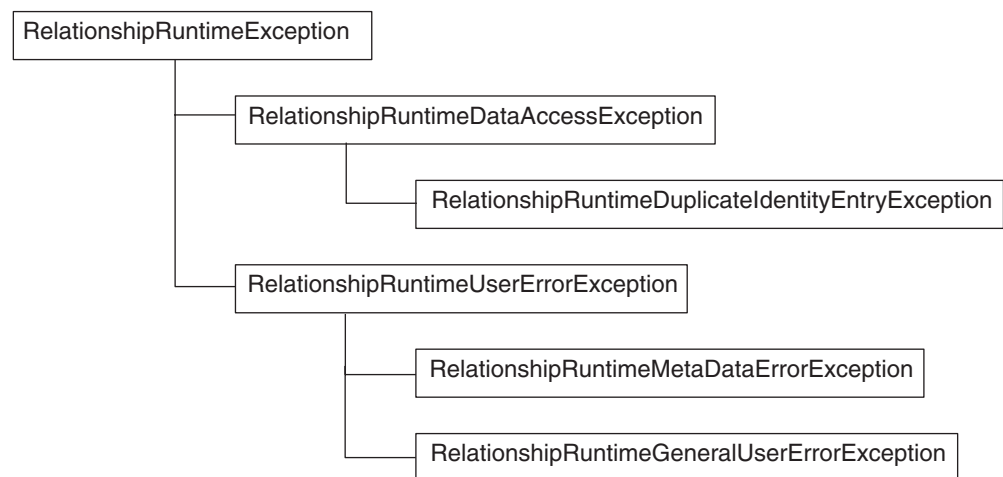 RelationshipRuntimeException
RelationshipRuntimeDataAccessException
RelationshipRuntimeDuplicateIdentityEntryException
RelationshipRuntimeUserErrorException
RelationshipRuntimeMetaDataErrorException
RelationshipRuntimeGeneralUserErrorException